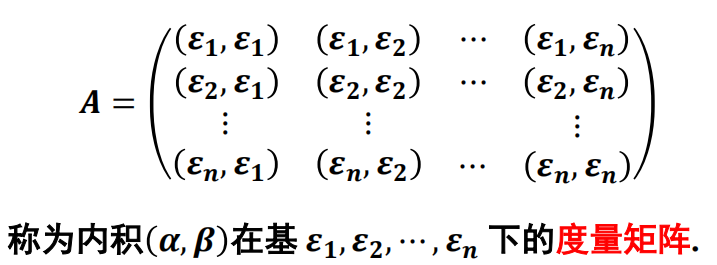 (ε₁, ε₁) (ε₁, ε₂) ⋯ (ε₁, εₙ)
(ε₂, ε₁) (ε₂, ε₂) ⋯ (ε₂, εₙ)
A =
⋮ ⋮ ⋮
(εₙ, ε₁) (εₙ, ε₂) ⋯ (εₙ, εₙ)
称为内积(α, β)在基 ε₁, ε₂, ⋯, εₙ 下的度量矩阵.